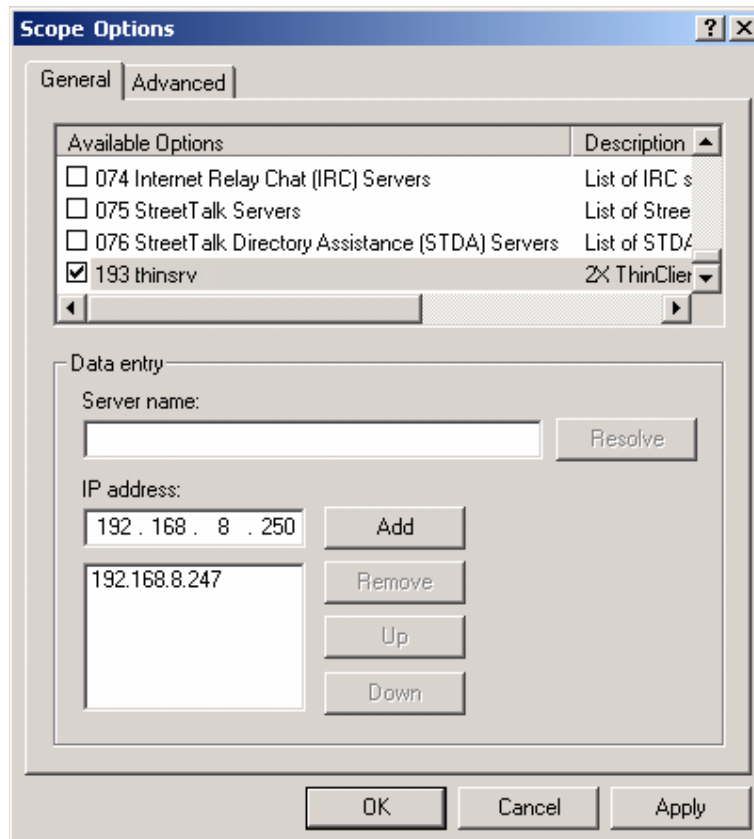 Scope Options
General Advanced
Available Options Description
074 Internet Relay Chat (IRC) Servers List of IRC s
075 StreetTalk Servers List of Stree
076 StreetTalk Directory Assistance (STDA) Servers List of STDA
193 thinsrv 2X ThinClier
Data entry
Server name:
Resolve
IP address:
192 . 168 . 8 . 250 Add
192.168.8.247 Remove
Up
Down
OK Cancel Apply